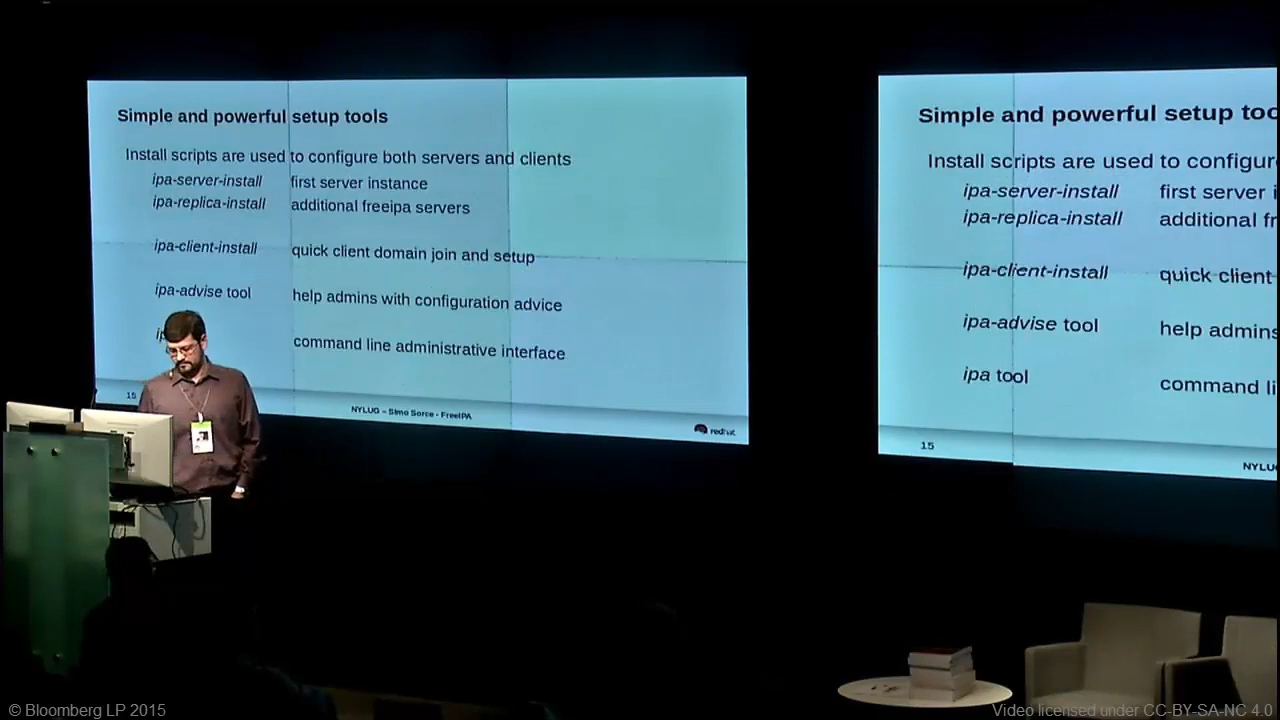 Simple and powerful setup tools
Install scripts are used to configure both servers and clients
ipa-server-install first server instance
ipa-replica-install additional freeipa servers
ipa-client-install quick client domain join and setup
ipa-advise tool help admins with configuration advice
ip
command line administrative interface
15
NYLUG – Simo Sorce - FreeIPA
redhat
Simple and powerful setup too
Install scripts are used to configur
ipa-server-install first server i
ipa-replica-install additional fr
ipa-client-install quick client
ipa-advise tool help admins
ipa tool command li
15
NYLU
© Bloomberg LP 2015
Video licensed under CC-BY-SA-NC 4.0